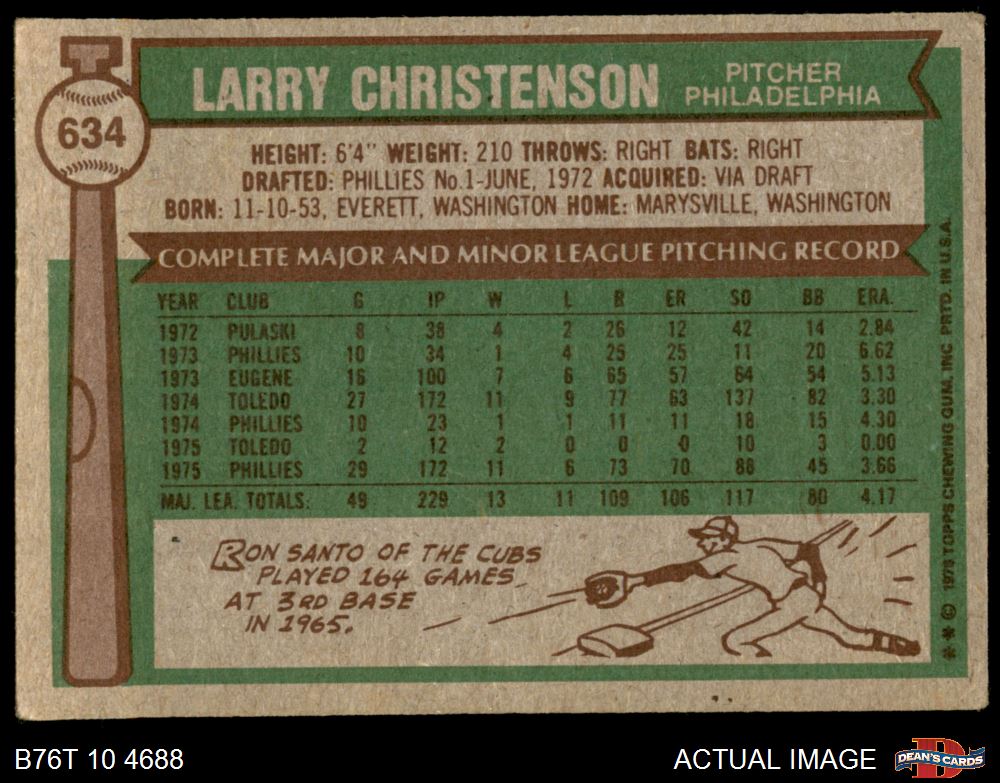 634
LARRY CHRISTENSON
PITCHER
PHILADELPHIA
HEIGHT: 6'4" WEIGHT: 210 THROWS: RIGHT BATS: RIGHT
DRAFTED: PHILLIES No.1-JUNE, 1972 ACQUIRED: VIA DRAFT
BORN: 11-10-53, EVERETT, WASHINGTON HOME: MARYSVILLE, WASHINGTON
COMPLETE MAJOR AND MINOR LEAGUE PITCHING RECORD
YEAR CLUB G IP W L R ER SO BB ERA.
1972 PULASKI 8 38 4 2 26 12 42 14 2.84
1973 PHILLIES 10 34 1 4 25 25 11 20 6.62
1973 EUGENE 16 100 7 6 65 57 64 54 5.13
1974 TOLEDO 27 172 11 9 77 63 137 82 3.30
1974 PHILLIES 10 23 1 1 11 11 18 15 4.30
1975 TOLEDO 2 12 2 0 0 0 10 3 0.00
1975 PHILLIES 29 172 11 6 73 70 88 45 3.66
MAJ. LEA. TOTALS: 49 229 13 11 109 106 117 80 4.17
RON SANTO OF THE CUBS
PLAYED 164 GAMES
AT 3RD BASE
IN 1965.
** © 1976 TOPPS CHEWING GUM, INC PRTD. IN U.S.A.
B76T 10 4688
ACTUAL IMAGE
D
DEAN'S CARDS